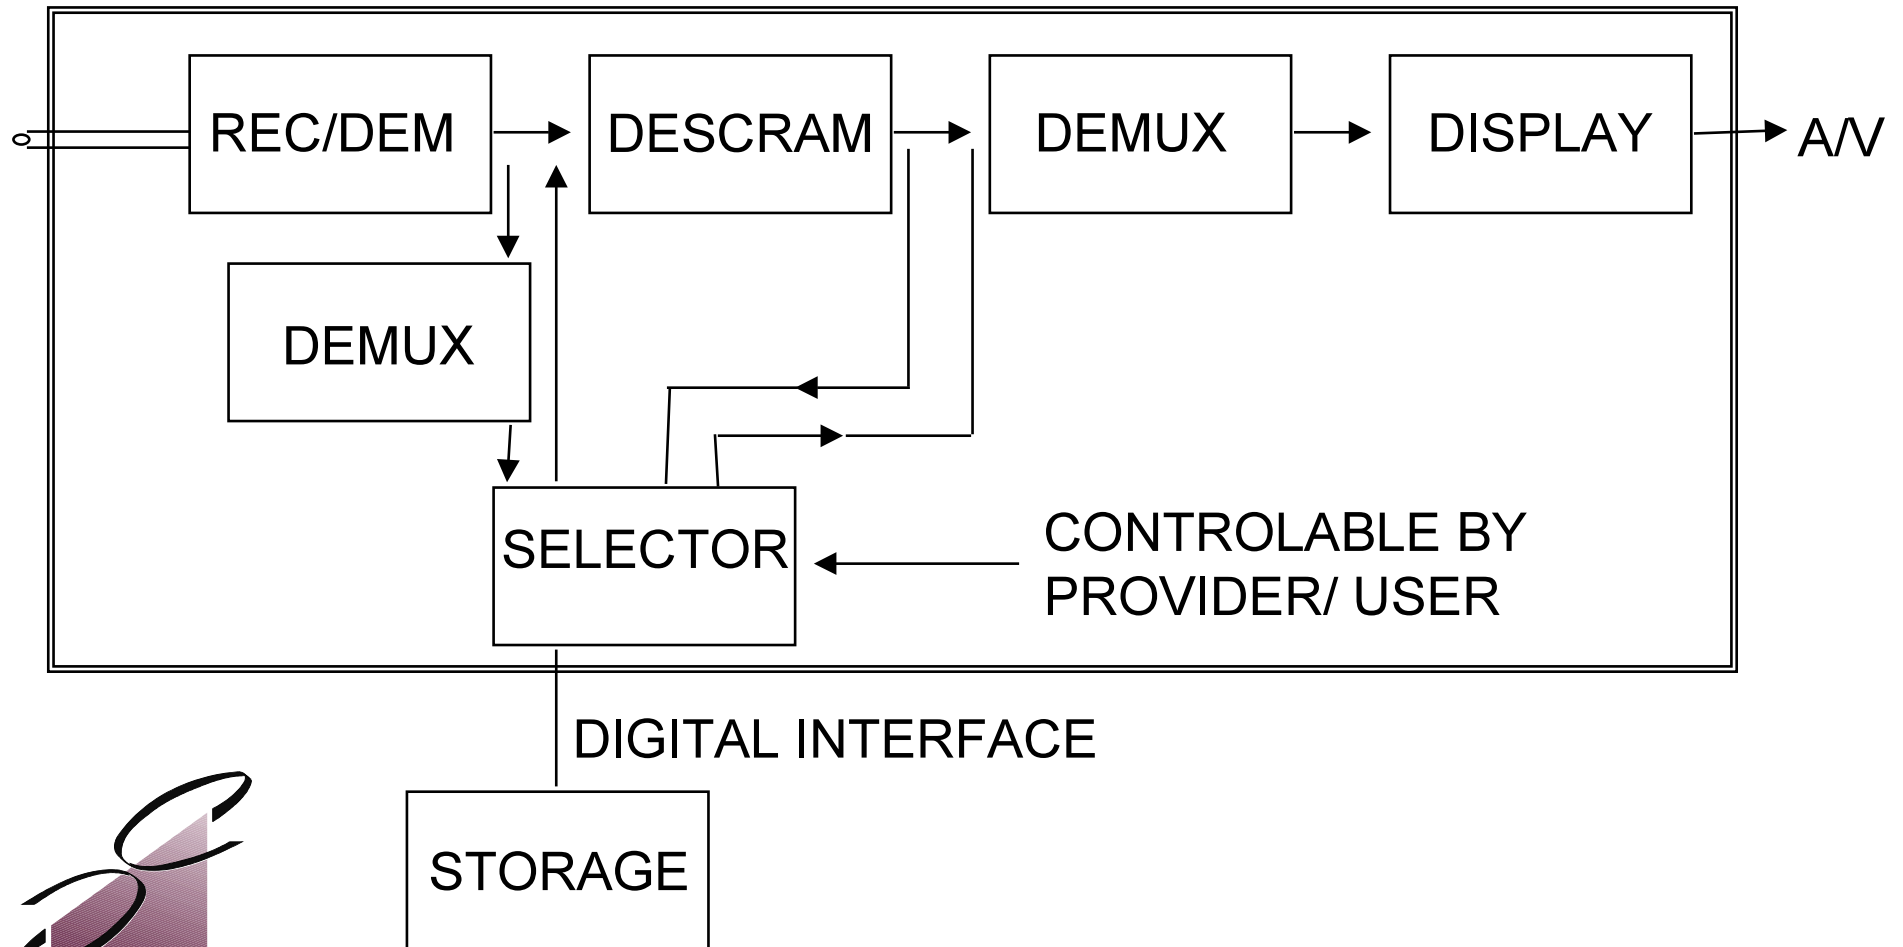 REC/DEM
DESCRAM
DEMUX
DISPLAY
A/V
DEMUX
SELECTOR
CONTROLABLE BY
PROVIDER/ USER
DIGITAL INTERFACE
STORAGE